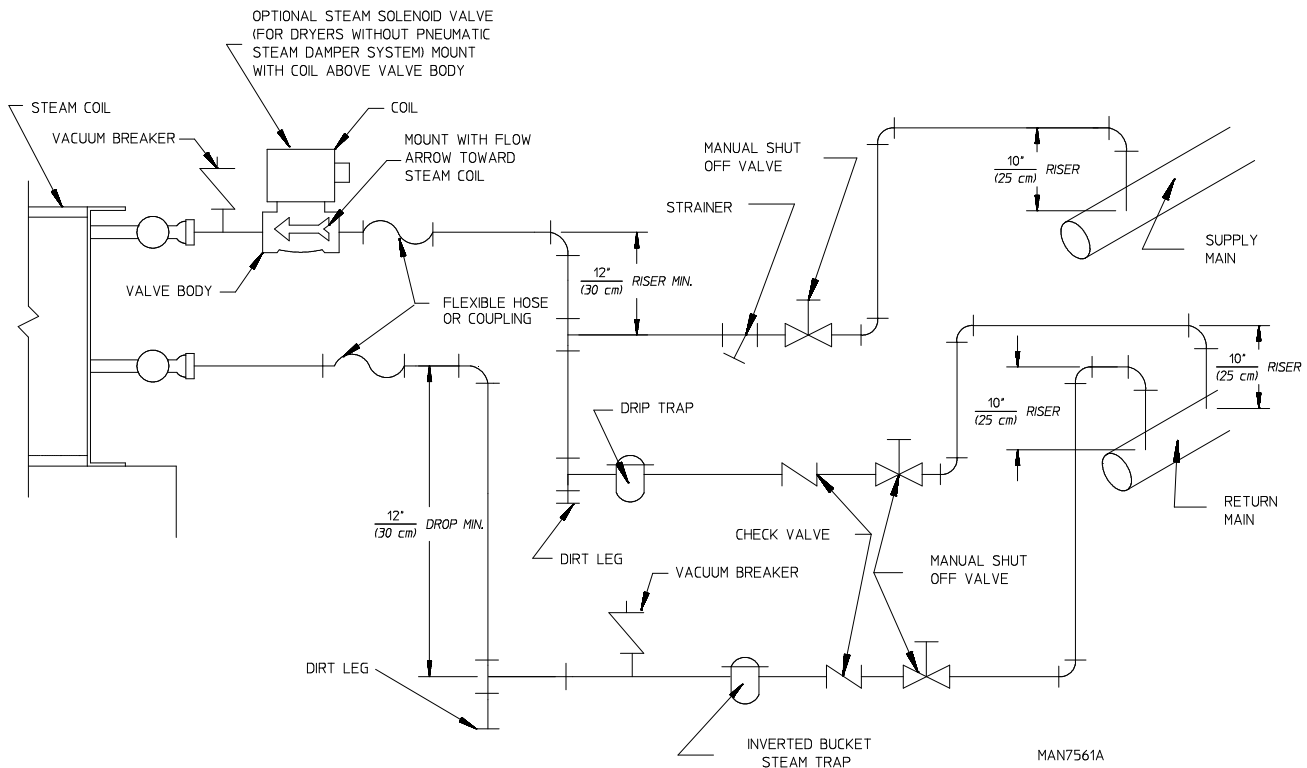 OPTIONAL STEAM SOLENOID VALVE
(FOR DRYERS WITHOUT PNEUMATIC
STEAM DAMPER SYSTEM) MOUNT
WITH COIL ABOVE VALVE BODY
STEAM COIL
COIL
VACUUM BREAKER
MOUNT WITH FLOW
ARROW TOWARD
STEAM COIL
MANUAL SHUT
OFF VALVE
10"
(25 cm) RISER
STRAINER
SUPPLY
MAIN
VALVE BODY
12"
(30 cm) RISER MIN.
FLEXIBLE HOSE
OR COUPLING
10"
(25 cm) RISER
10"
(25 cm) RISER
DRIP TRAP
RETURN
MAIN
12"
(30 cm) DROP MIN.
CHECK VALVE
DIRT LEG
MANUAL SHUT
OFF VALVE
VACUUM BREAKER
DIRT LEG
INVERTED BUCKET
STEAM TRAP
MAN7561A